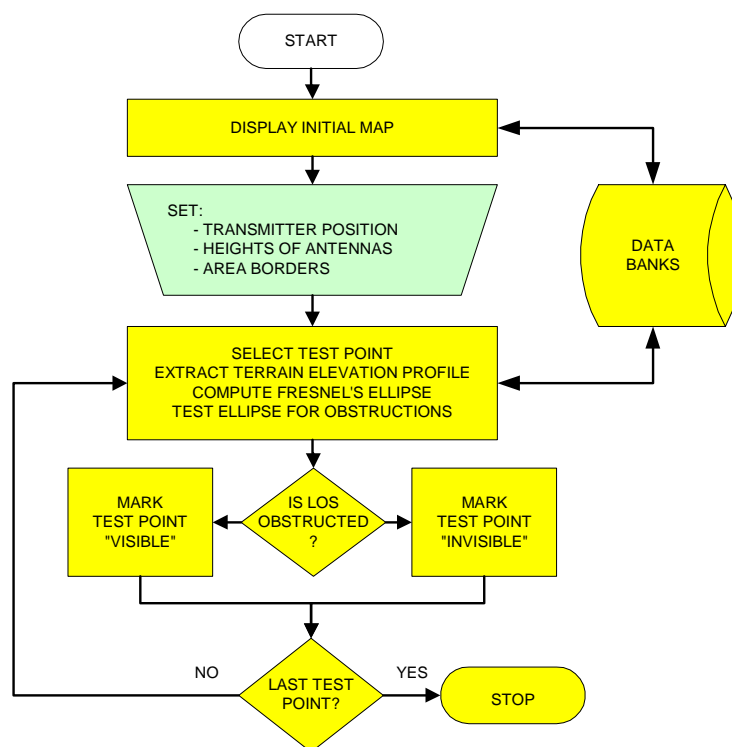 START
DISPLAY INITIAL MAP
SET:
- TRANSMITTER POSITION
- HEIGHTS OF ANTENNAS
- AREA BORDERS
DATA
BANKS
SELECT TEST POINT
EXTRACT TERRAIN ELEVATION PROFILE
COMPUTE FRESNEL'S ELLIPSE
TEST ELLIPSE FOR OBSTRUCTIONS
MARK
TEST POINT
"VISIBLE"
IS LOS
OBSTRUCTED
?
MARK
TEST POINT
"INVISIBLE"
NO
LAST TEST
POINT?
YES
STOP